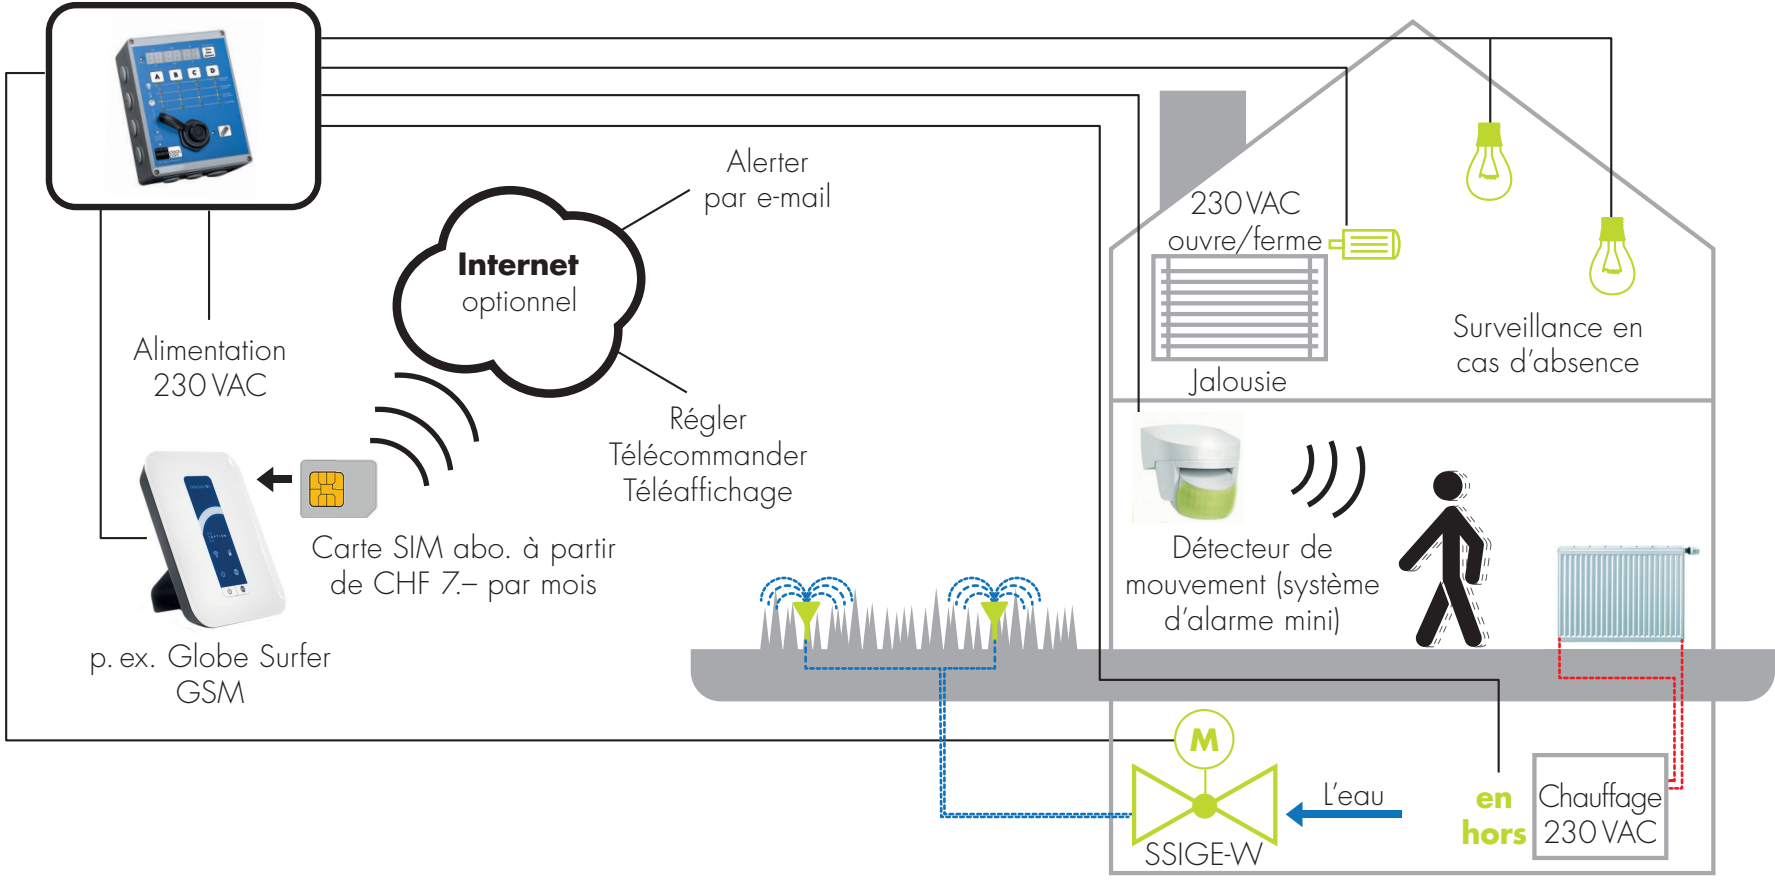 A B C D
Alerter
par e-mail
Internet
optionnel
Alimentation
230 VAC
Régler
Télécommander
Téléaffichage
Carte SIM abo. à partir
de CHF 7.– par mois
p. ex. Globe Surfer
GSM
230 VAC
ouvre/ferme
Jalousie
Surveillance en
cas d'absence
Détecteur de
mouvement (système
d'alarme mini)
M
SSIGE-W
L'eau
en
hors
Chauffage
230 VAC